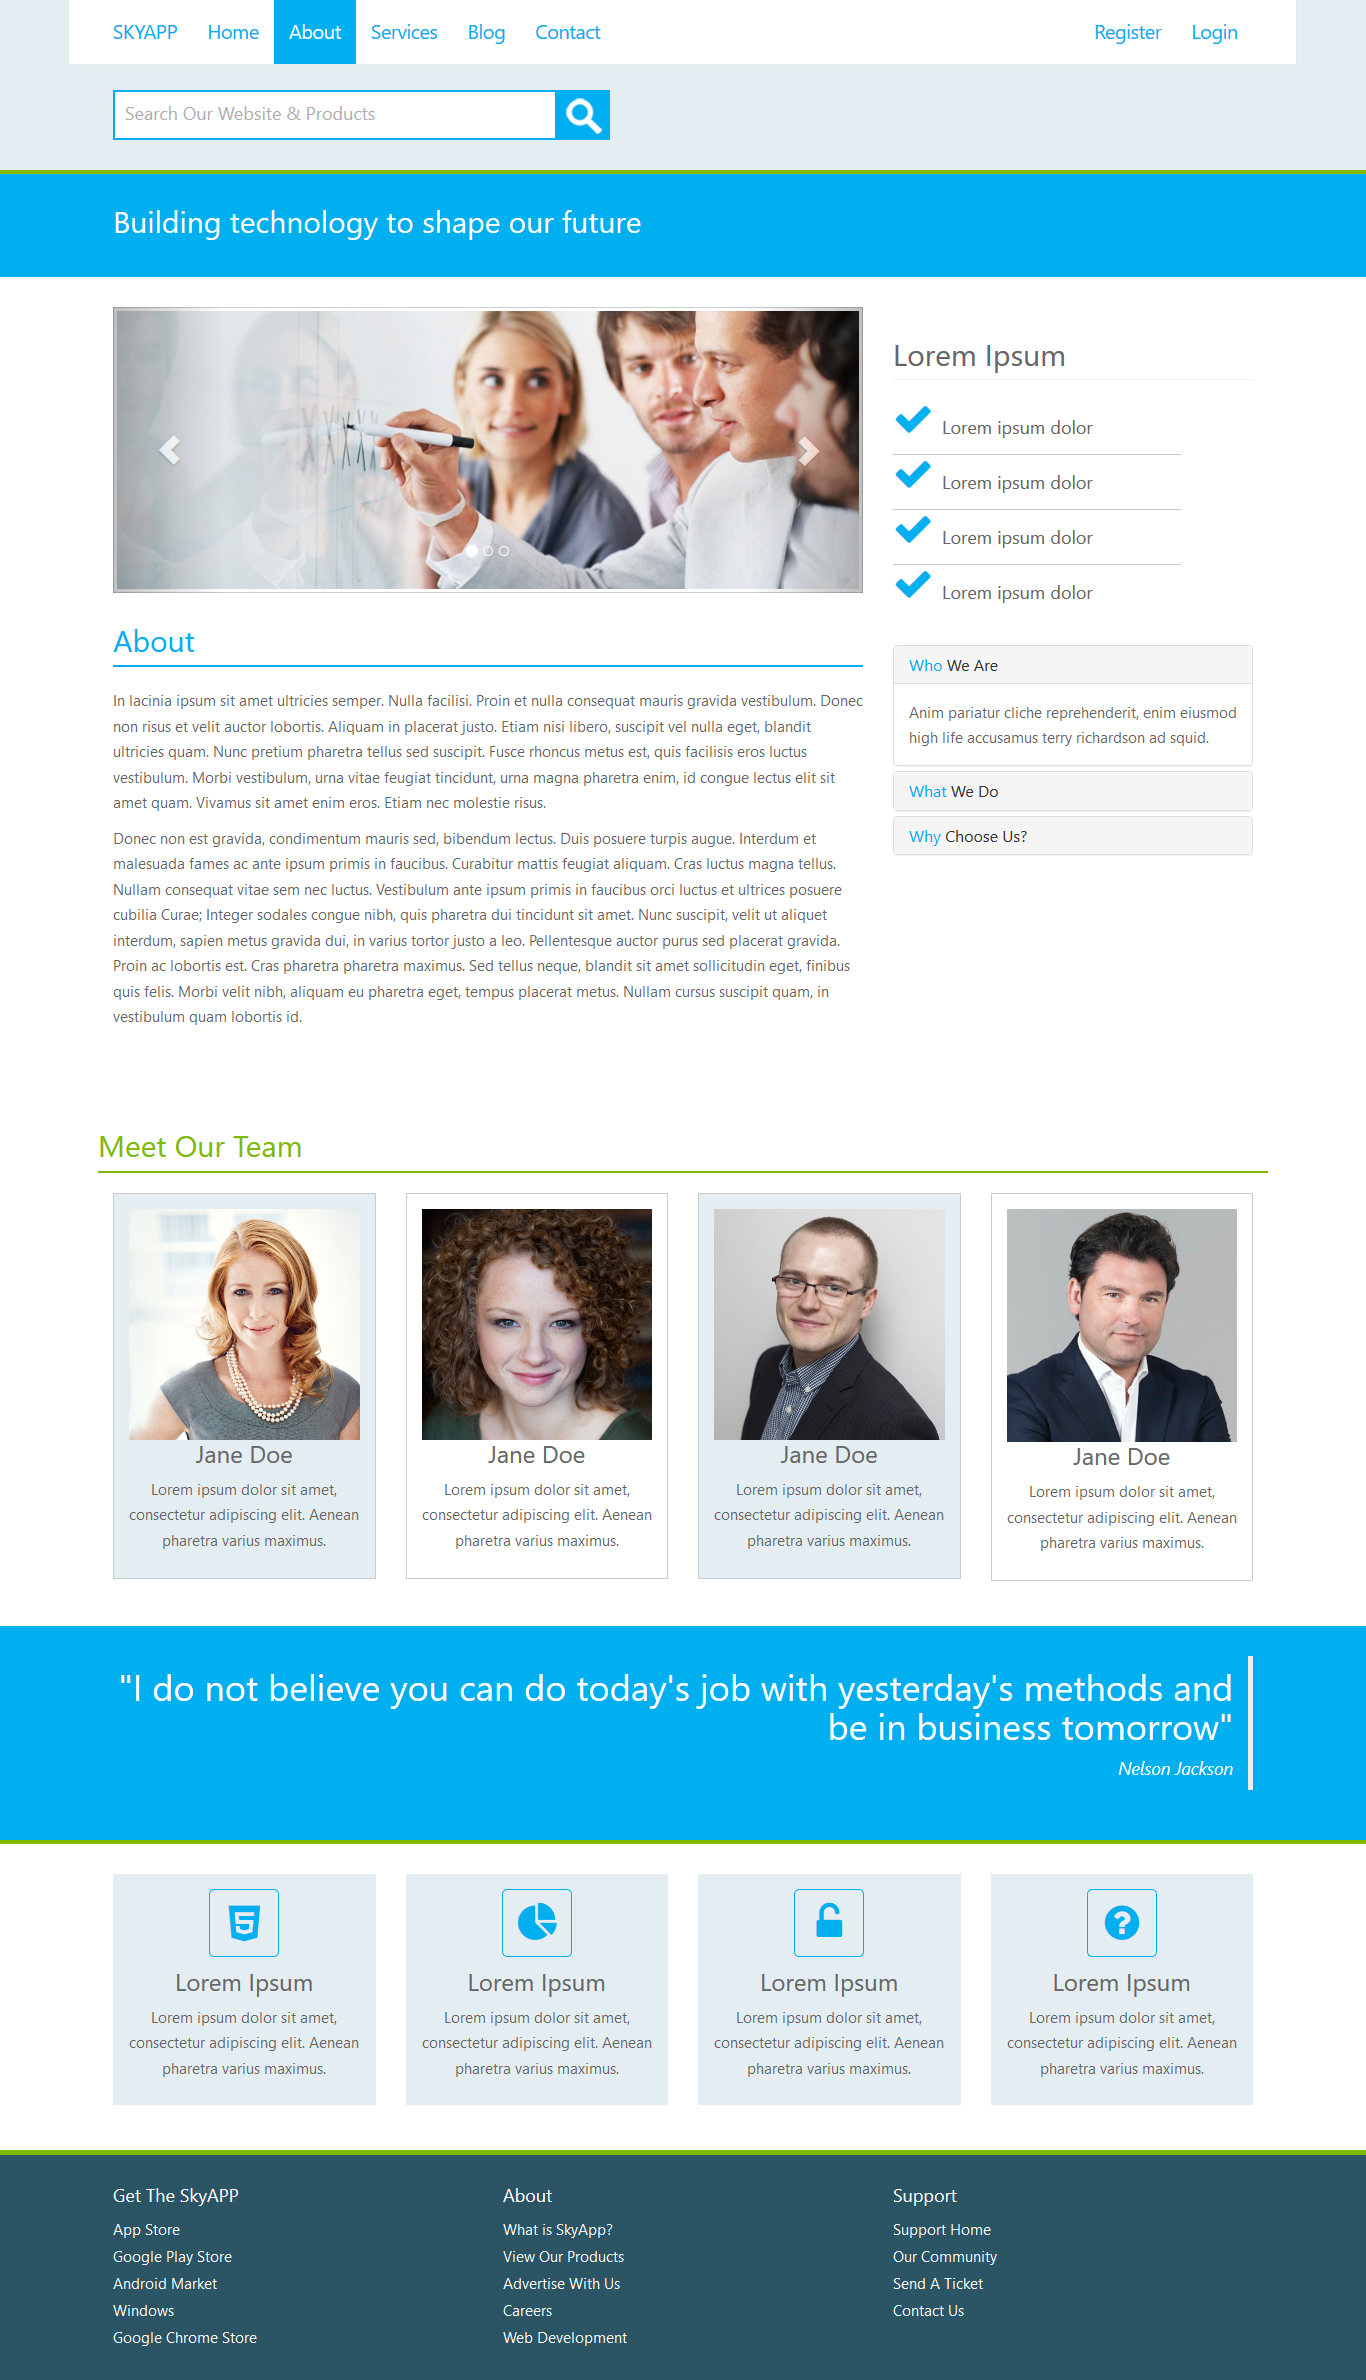 SKYAPP Home About Services Blog Contact Register Login
Search Our Website & Products
Building technology to shape our future
Lorem Ipsum
Lorem ipsum dolor
Lorem ipsum dolor
Lorem ipsum dolor
Lorem ipsum dolor
Who We Are
Anim pariatur cliche reprehenderit, enim eiusmod
high life accusamus terry richardson ad squid.
What We Do
Why Choose Us?
About
In lacinia ipsum sit amet ultricies semper. Nulla facilisi. Proin et nulla consequat mauris gravida vestibulum. Donec
non risus et velit auctor lobortis. Aliquam in placerat justo. Etiam nisi libero, suscipit vel nulla eget, blandit
ultricies quam. Nunc pretium pharetra tellus sed suscipit. Fusce rhoncus metus est, quis facilisis eros luctus
vestibulum. Morbi vestibulum, urna vitae feugiat tincidunt, urna magna pharetra enim, id congue lectus elit sit
amet quam. Vivamus sit amet enim eros. Etiam nec molestie risus.
Donec non est gravida, condimentum mauris sed, bibendum lectus. Duis posuere turpis augue. Interdum et
malesuada fames ac ante ipsum primis in faucibus. Curabitur mattis feugiat aliquam. Cras luctus magna tellus.
Nullam consequat vitae sem nec luctus. Vestibulum ante ipsum primis in faucibus orci luctus et ultrices posuere
cubilia Curae; Integer sodales congue nibh, quis pharetra dui tincidunt sit amet. Nunc suscipit, velit ut aliquet
interdum, sapien metus gravida dui, in varius tortor justo a leo. Pellentesque auctor purus sed placerat gravida.
Proin ac lobortis est. Cras pharetra pharetra maximus. Sed tellus neque, blandit sit amet sollicitudin eget, finibus
quis felis. Morbi velit nibh, aliquam eu pharetra eget, tempus placerat metus. Nullam cursus suscipit quam, in
vestibulum quam lobortis id.
Meet Our Team
Jane Doe
Lorem ipsum dolor sit amet,
consectetur adipiscing elit. Aenean
pharetra varius maximus.
Jane Doe
Lorem ipsum dolor sit amet,
consectetur adipiscing elit. Aenean
pharetra varius maximus.
Jane Doe
Lorem ipsum dolor sit amet,
consectetur adipiscing elit. Aenean
pharetra varius maximus.
Jane Doe
Lorem ipsum dolor sit amet,
consectetur adipiscing elit. Aenean
pharetra varius maximus.
"I do not believe you can do today's job with yesterday's methods and
be in business tomorrow"
Nelson Jackson
Lorem Ipsum
Lorem ipsum dolor sit amet,
consectetur adipiscing elit. Aenean
pharetra varius maximus.
Lorem Ipsum
Lorem ipsum dolor sit amet,
consectetur adipiscing elit. Aenean
pharetra varius maximus.
Lorem Ipsum
Lorem ipsum dolor sit amet,
consectetur adipiscing elit. Aenean
pharetra varius maximus.
Lorem Ipsum
Lorem ipsum dolor sit amet,
consectetur adipiscing elit. Aenean
pharetra varius maximus.
Get The SkyAPP
App Store
Google Play Store
Android Market
Windows
Google Chrome Store
About
What is SkyApp?
View Our Products
Advertise With Us
Careers
Web Development
Support
Support Home
Our Community
Send A Ticket
Contact Us